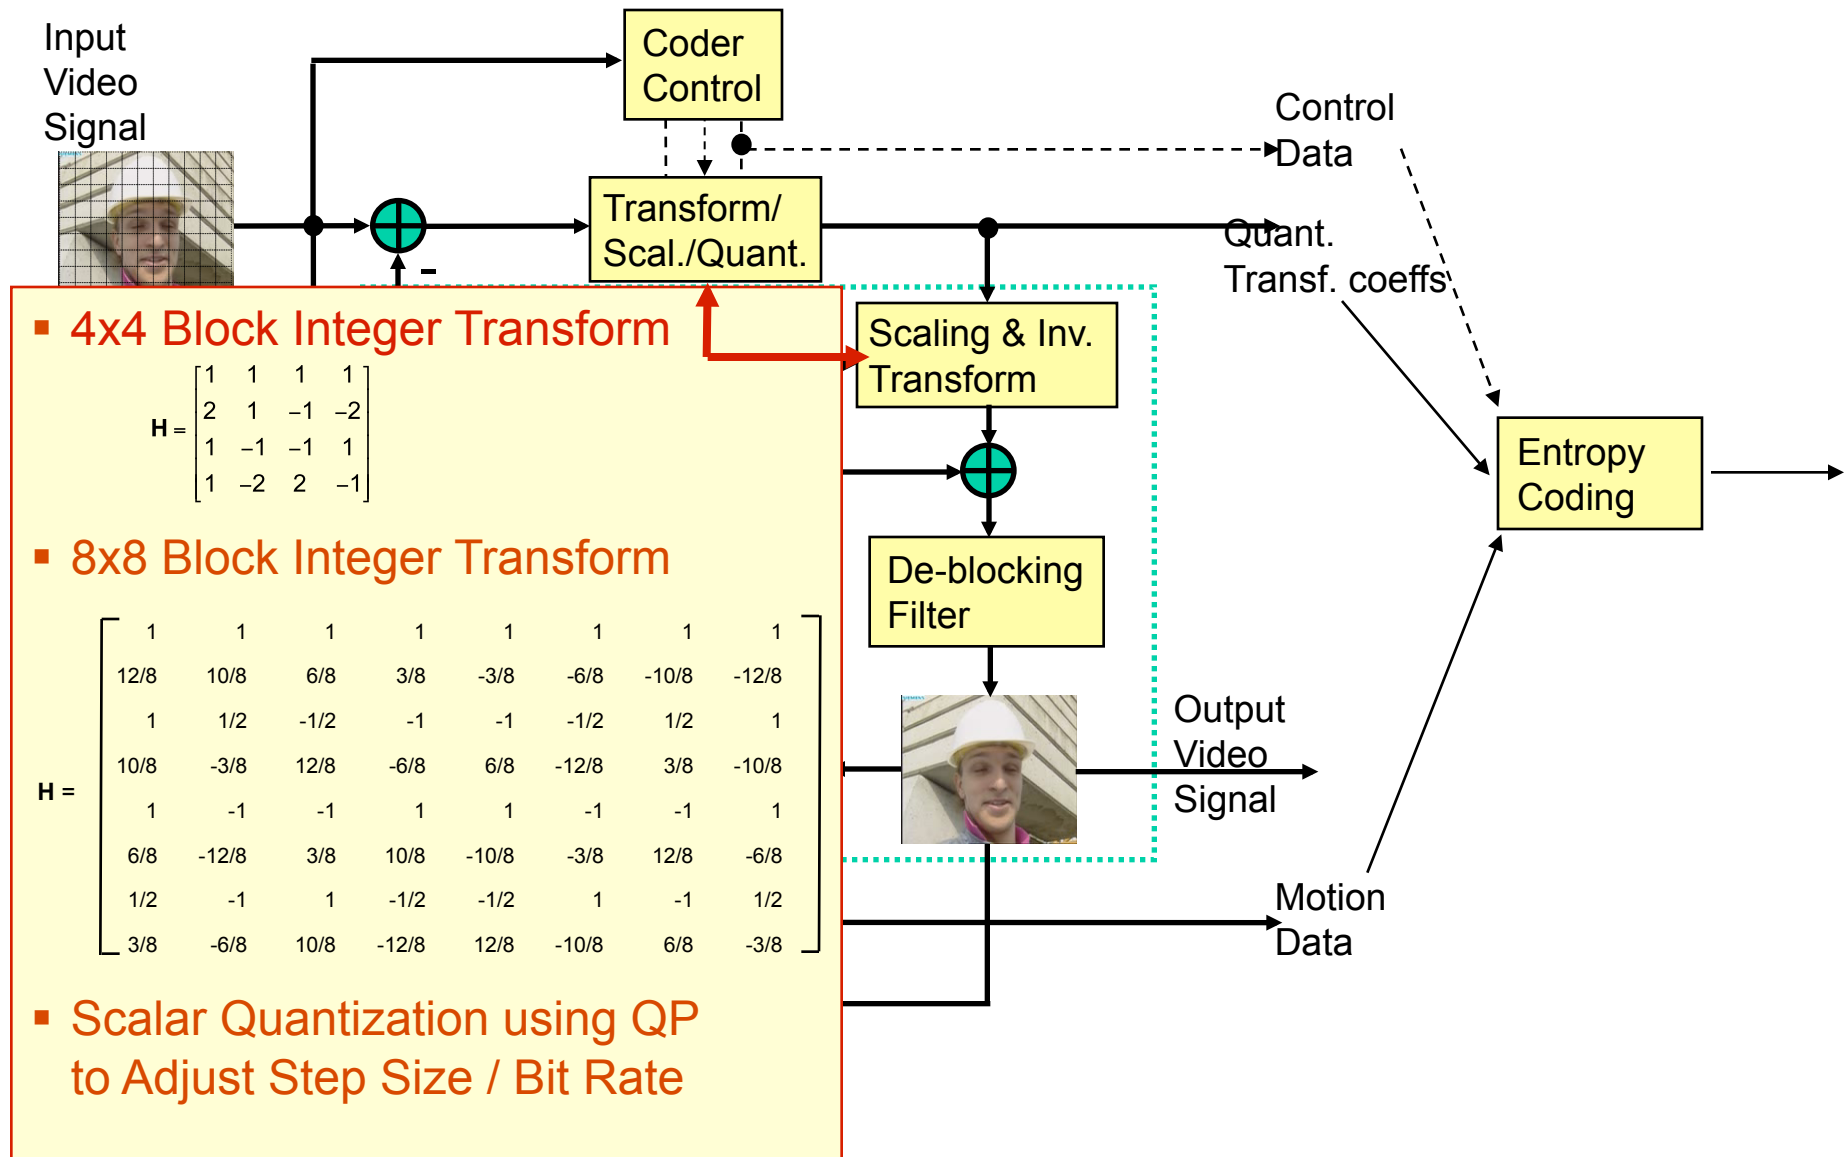 Input
Video
Signal
Coder
Control
Control
Data
Transform/
Scal./Quant.
-
Quant.
Transf. coeffs
▪ 4x4 Block Integer Transform
H =
1 1 1 1
2 1 –1 –2
1 –1 –1 1
1 –2 2 –1
Scaling & Inv.
Transform
Entropy
Coding
▪ 8x8 Block Integer Transform
De-blocking
Filter
H =
1 1 1 1 1 1 1 1
12/8 10/8 6/8 3/8 -3/8 -6/8 -10/8 -12/8
1 1/2 -1/2 -1 -1 -1/2 1/2 1
10/8 -3/8 12/8 -6/8 6/8 -12/8 3/8 -10/8
1 -1 -1 1 1 -1 -1 1
6/8 -12/8 3/8 10/8 -10/8 -3/8 12/8 -6/8
1/2 -1 1 -1/2 -1/2 1 -1 1/2
3/8 -6/8 10/8 -12/8 12/8 -10/8 6/8 -3/8
Output
Video
Signal
Motion
Data
▪ Scalar Quantization using QP
to Adjust Step Size / Bit Rate